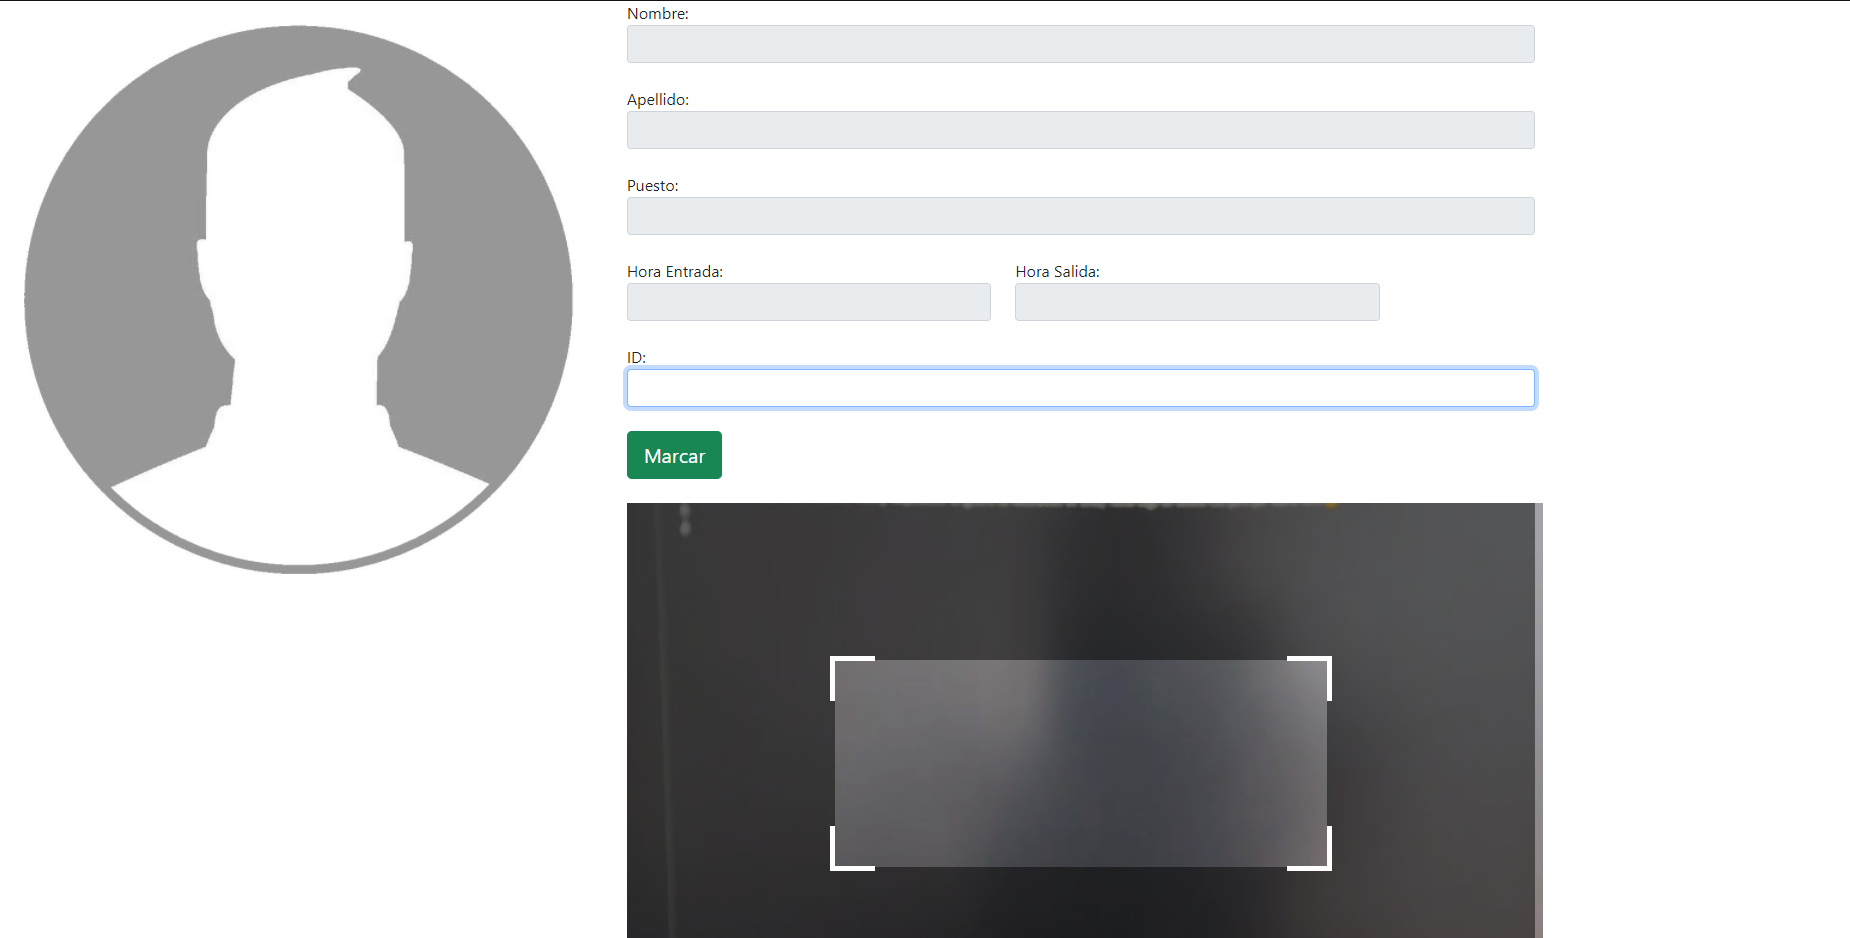 Nombre:
Apellido:
Puesto:
Hora Entrada:
Hora Salida:
ID:
Marcar